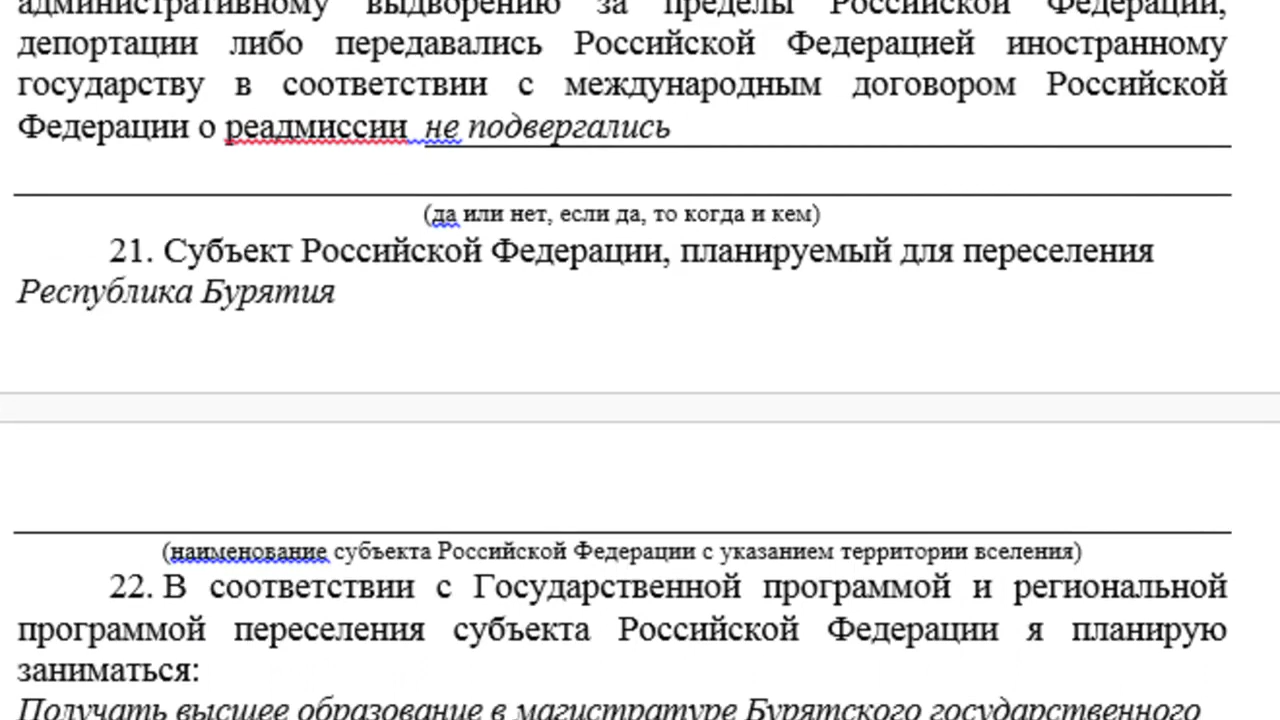 административному выдворению за пределы Российской Федерации,
депортации либо передавались Российской Федерацией иностранному
государству в соответствии с международным договором Российской
Федерации о реадмиссии не подвергались
(да или нет, если да, то когда и кем)
21. Субъект Российской Федерации, планируемый для переселения
Республика Бурятия
(наименование субъекта Российской Федерации с указанием территории вселения)
22. В соответствии с Государственной программой и региональной
программой переселения субъекта Российской Федерации я планирую
заниматься:
Получать высшее образование в магистратуре Бурятского государственного